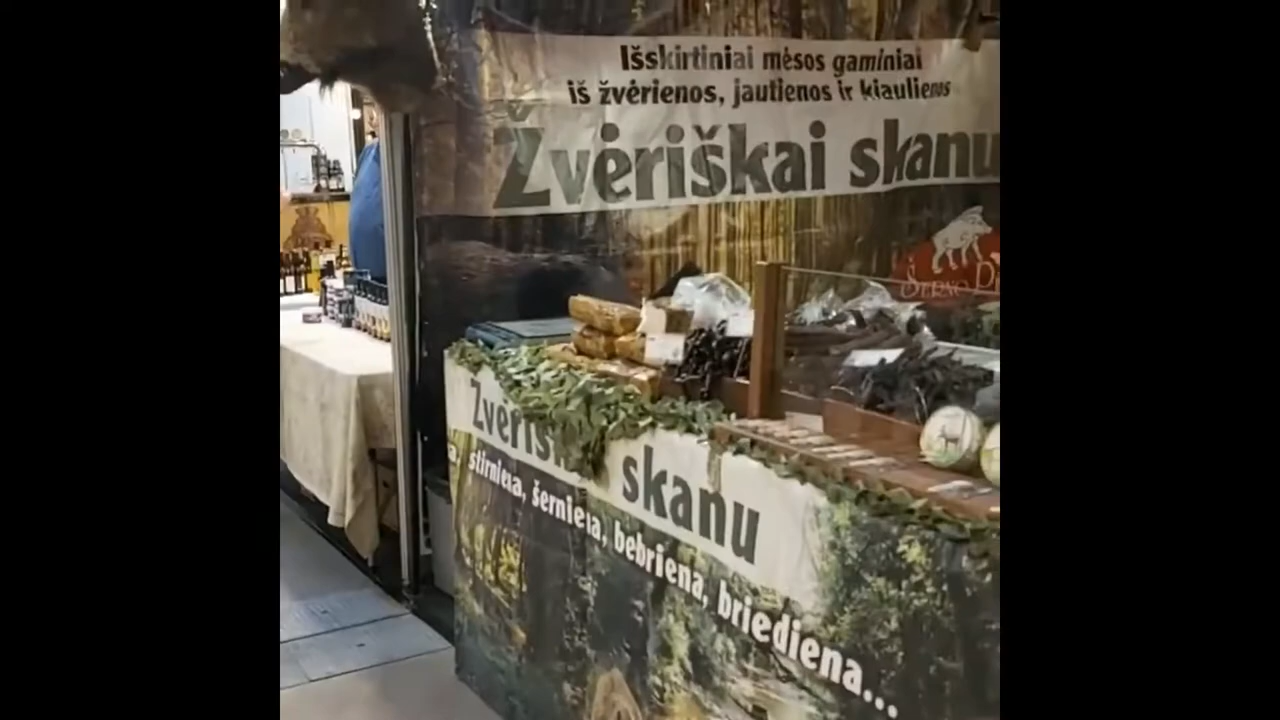 Išskirtiniai mėsos gaminiai
iš žvėrienos, jautienos ir kiaulienos
Žvėriškai skanu
skanu
stirniena, šerniena, bebriena, briediena...